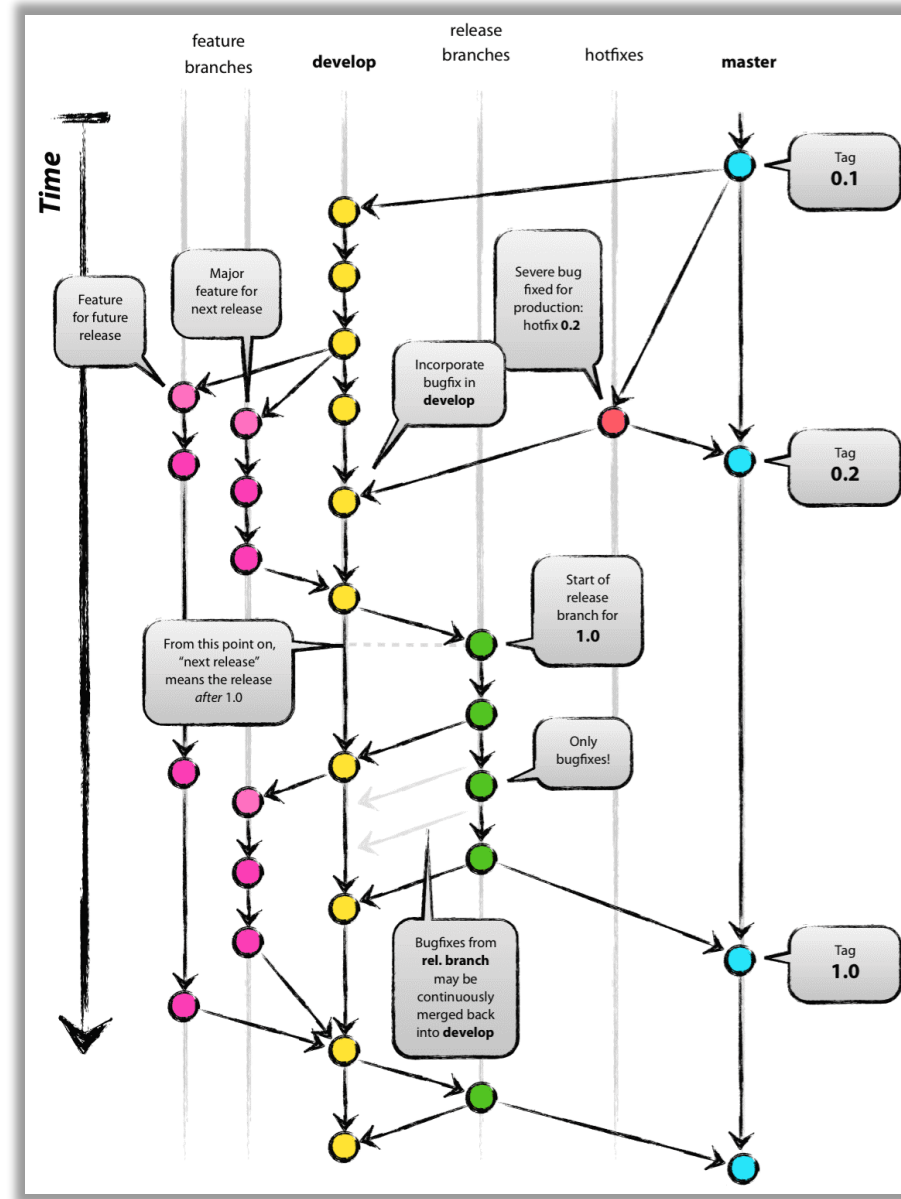 feature
branches
develop
release
branches
hotfixes
master
Time
Tag
0.1
Major
feature for
next release
Feature
for future
release
Severe bug
fixed for
production:
hotfix 0.2
Incorporate
bugfix in
develop
Tag
0.2
Start of
release
branch for
1.0
From this point on,
“next release”
means the release
after 1.0
Only
bugfixes!
Bugfixes from
rel. branch
may be
continuously
merged back
into develop
Tag
1.0